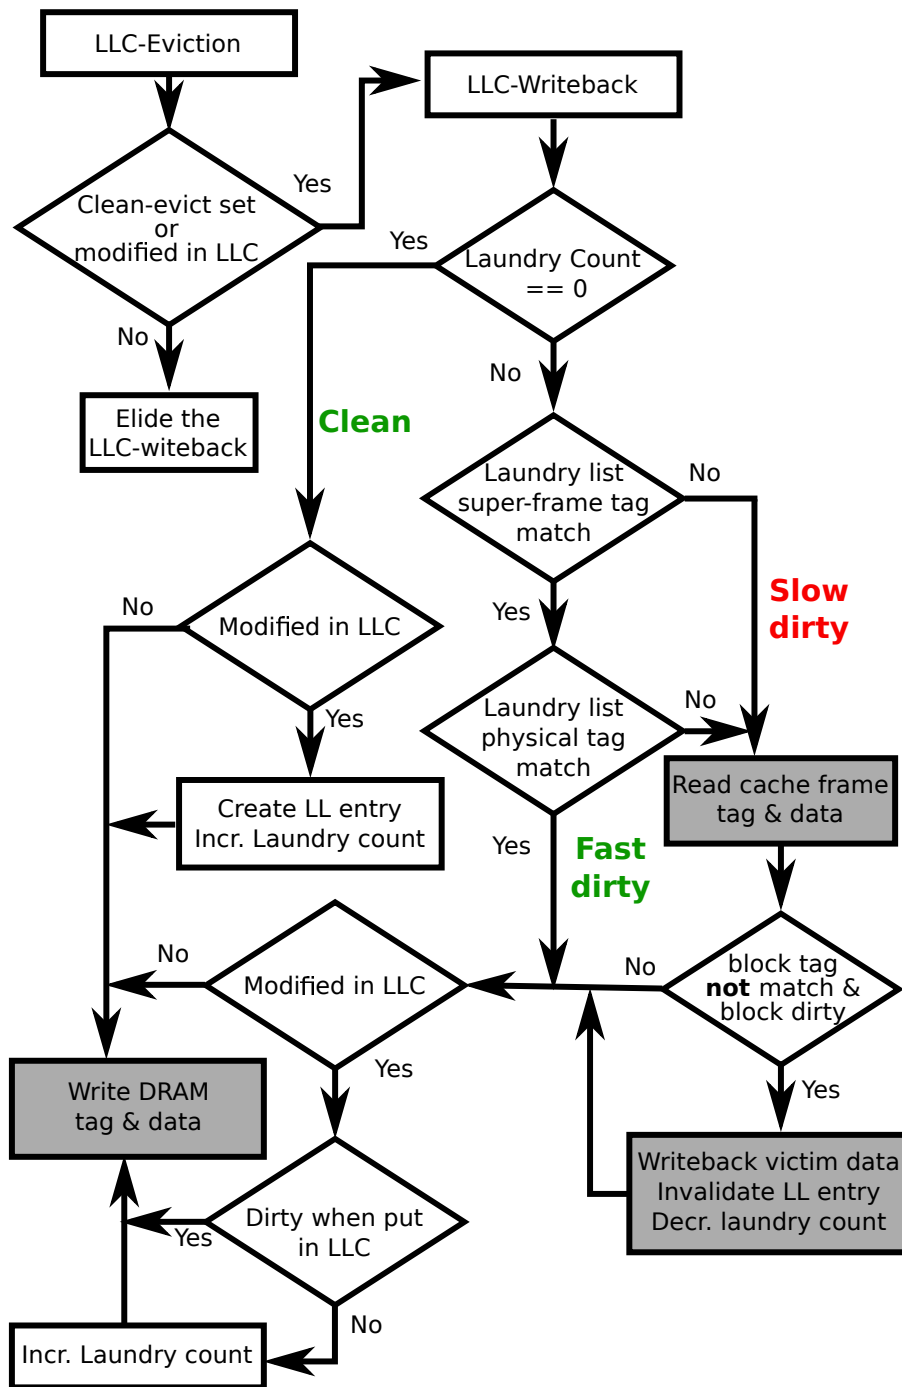 LLC-Eviction
LLC-Writeback
Yes
Clean-evict set
or
modified in LLC
Yes
Laundry Count
== 0
No
No
Elide the
LLC-witeback
Clean
Laundry list
super-frame tag
match
No
Slow
dirty
No
Modified in LLC
Yes
Yes
Laundry list
physical tag
match
No
Create LL entry
Incr. Laundry count
Read cache frame
tag & data
Yes
Fast
dirty
No
Modified in LLC
No
block tag
not match &
block dirty
Yes
Yes
Write DRAM
tag & data
Writeback victim data
Invalidate LL entry
Decr. laundry count
Dirty when put
in LLC
Yes
No
Incr. Laundry count